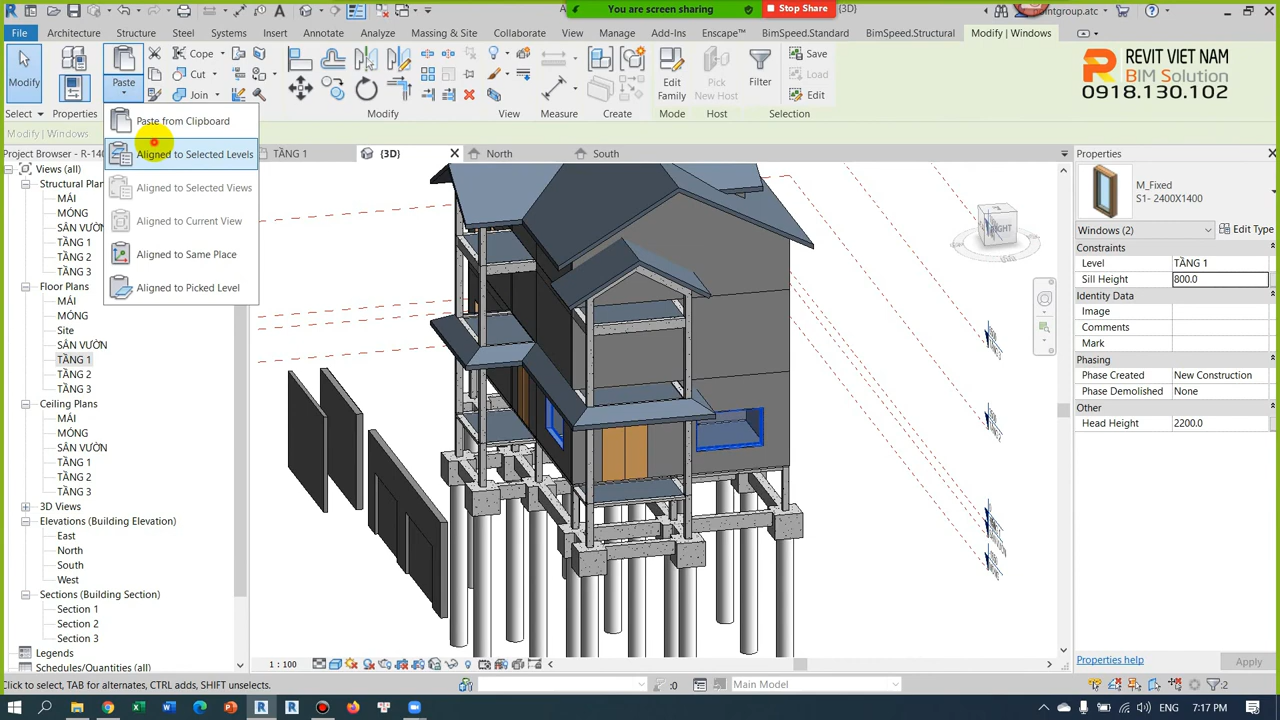 You are screen sharing
Stop Share
(3D)
File
Architecture
Structure
Steel
Systems
Insert
Annotate
Analyze
Massing & Site
Collaborate
View
Manage
Add-Ins
Enscape™
BimSpeed.Structural
BimSpeed.Structural
Modify | Windows
Modify
Paste
Cope
Cut
Join
Edit
Family
Pick
New Host
Filter
Save
Load
Edit
REVIT VIET NAM
BIM Solution
0918.130.102
Select
Properties
Modify
View
Measure
Create
Mode
Host
Selection
Modify | Windows
Paste from Clipboard
Aligned to Selected Levels
Aligned to Selected Views
Aligned to Current View
Aligned to Same Place
Aligned to Picked Level
TẦNG 1
(3D)
North
South
Project Browser - R-140
Views (all)
Structural Plan
MÁI
MÓNG
SÂN VƯỜN
TẦNG 1
TẦNG 2
TẦNG 3
Floor Plans
MÁI
MÓNG
Site
SÂN VƯỜN
TẦNG 1
TẦNG 2
TẦNG 3
Ceiling Plans
MÁI
MÓNG
SÂN VƯỜN
TẦNG 1
TẦNG 2
TẦNG 3
3D Views
Elevations (Building Elevation)
East
North
South
West
Sections (Building Section)
Section 1
Section 2
Section 3
Legends
Schedules/Quantities (all)
RIGHT
Properties
M_Fixed
S1- 2400X1400
Windows (2)
Edit Type
Constraints
Level
TẦNG 1
Sill Height
800.0
Identity Data
Image
Comments
Mark
Phasing
Phase Created
New Construction
Phase Demolished
None
Other
Head Height
2200.0
Properties help
Apply
1 : 100
Click to select, TAB for alternates, CTRL adds, SHIFT unselects.
:0
Main Model
:2
ENG
7:17 PM